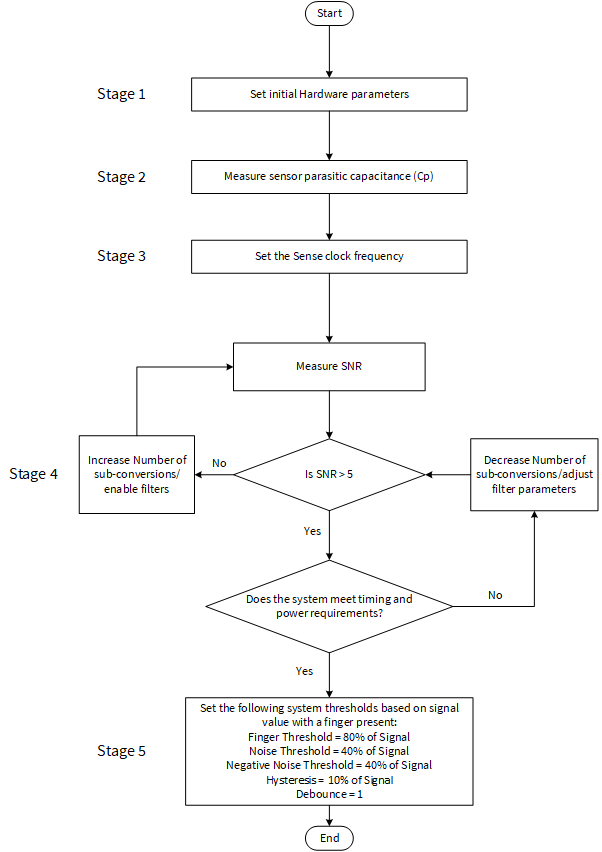 Start
Stage 1
Set initial Hardware parameters
Stage 2
Measure sensor parasitic capacitance (Cp)
Stage 3
Set the Sense clock frequency
Measure SNR
Stage 4
Increase Number of
sub-conversions/
enable filters
No
Is SNR > 5
Decrease Number of
sub-conversions/adjust
filter parameters
Yes
Does the system meet timing and
power requirements?
No
Yes
Stage 5
Set the following system thresholds based on signal
value with a finger present:
Finger Threshold = 80% of Signal
Noise Threshold = 40% of Signal
Negative Noise Threshold = 40% of Signal
Hysteresis = 10% of Signal
Debounce = 1
End